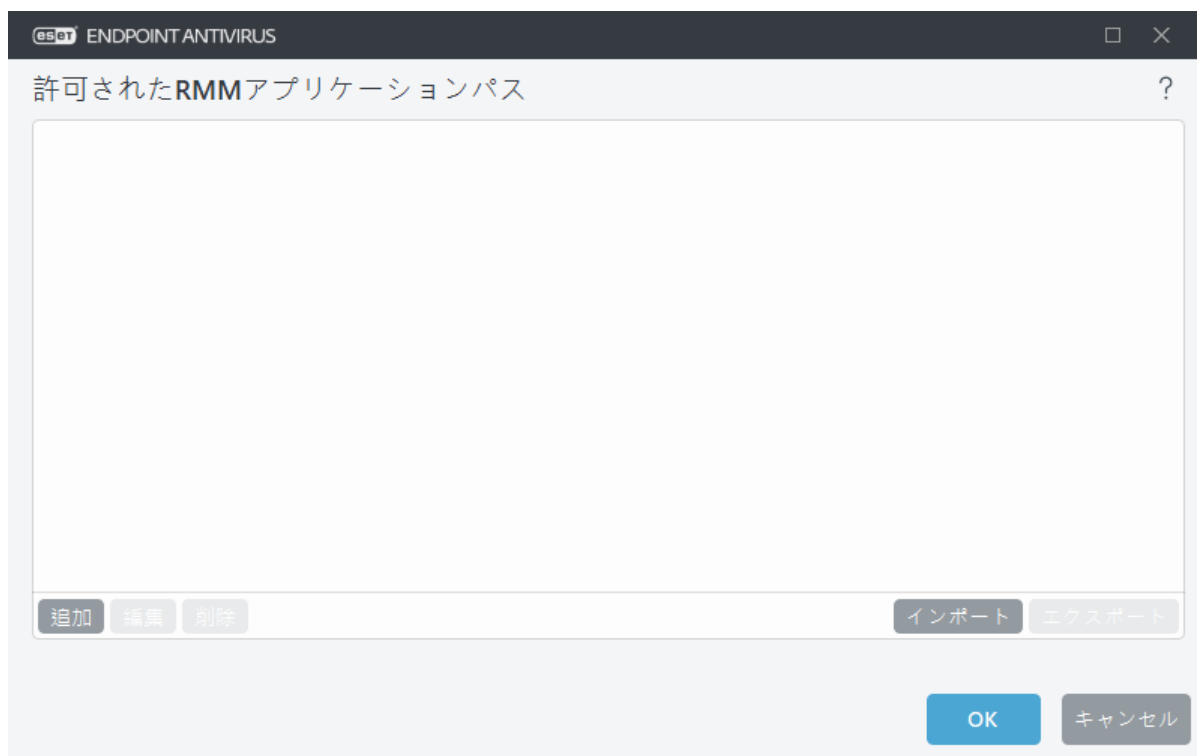 eset ENDPOINT ANTIVIRUS
許可されたRMMアプリケーションパス
?
追加 編集 削除 インポート エクスポート
OK キャンセル